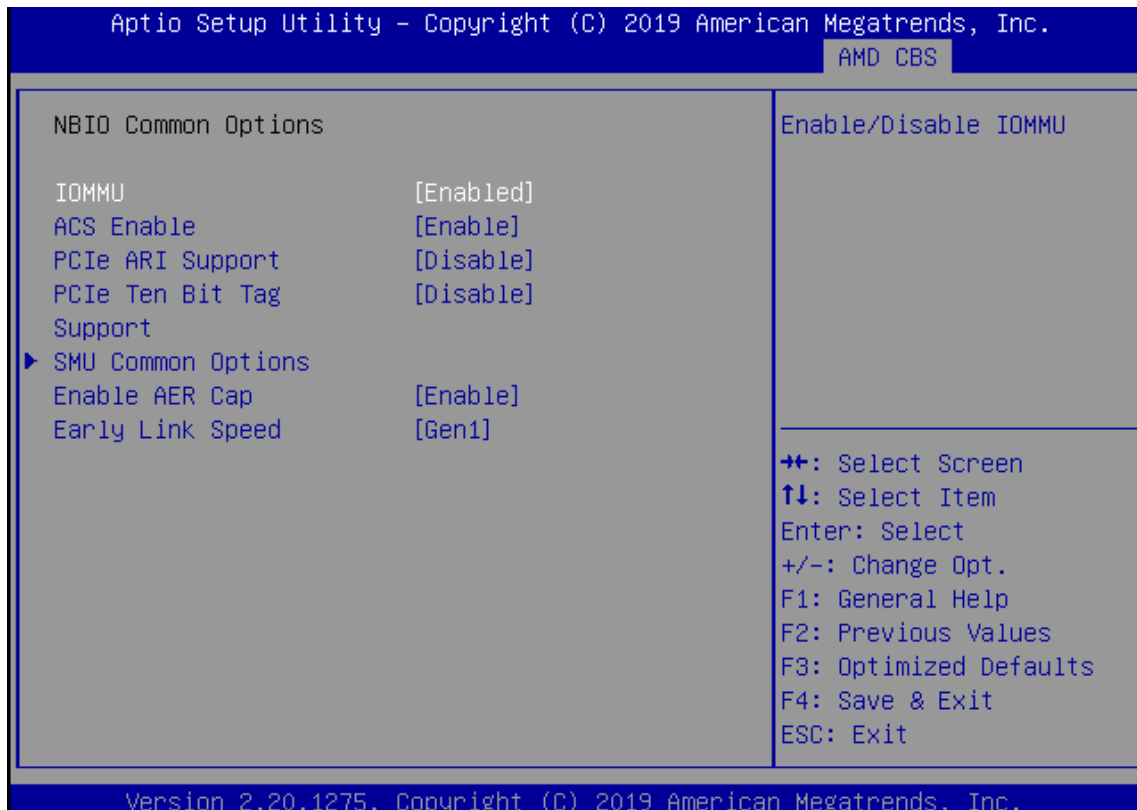 Aptio Setup Utility – Copyright (C) 2019 American Megatrends, Inc.
AMD CBS
NBIO Common Options
IOMMU [Enabled]
ACS Enable [Enable]
PCIe ARI Support [Disable]
PCIe Ten Bit Tag [Disable]
Support
▶ SMU Common Options
Enable AER Cap [Enable]
Early Link Speed [Gen1]
Enable/Disable IOMMU
→←: Select Screen
↑↓: Select Item
Enter: Select
+/-: Change Opt.
F1: General Help
F2: Previous Values
F3: Optimized Defaults
F4: Save & Exit
ESC: Exit
Version 2.20.1275. Copyright (C) 2019 American Megatrends, Inc.